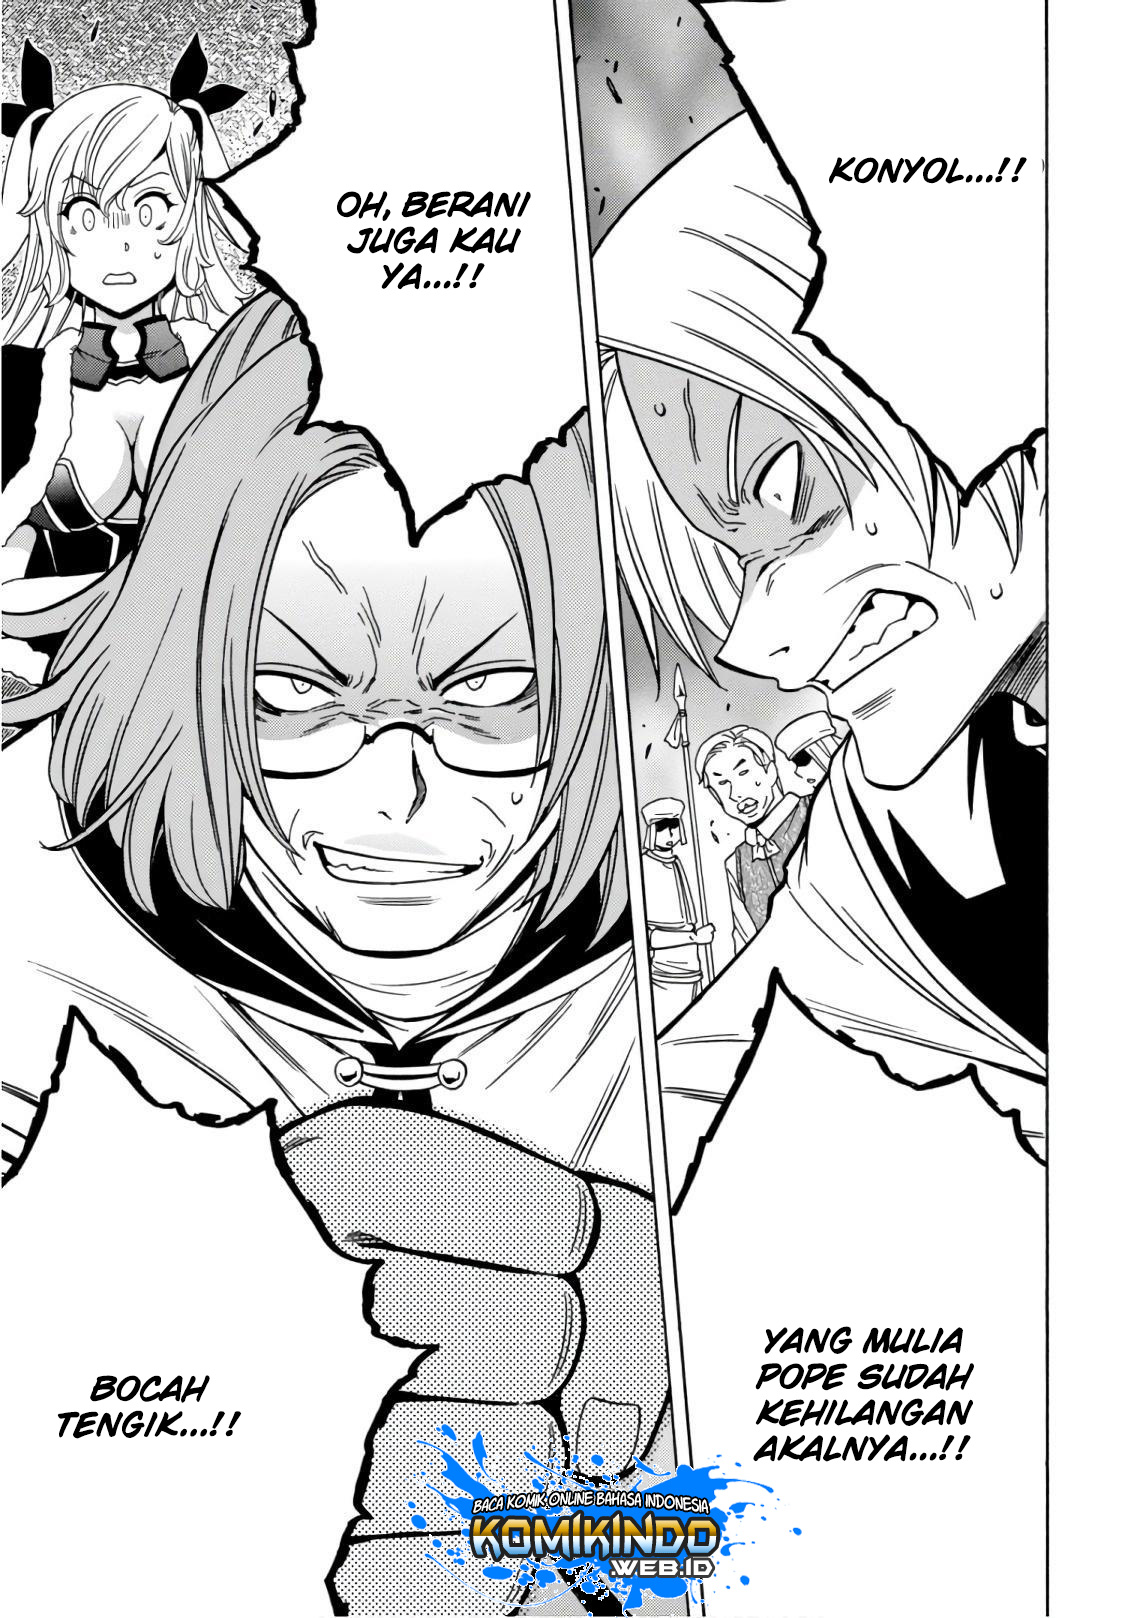 KONYOL...!!
YANG MULIA
POPE SUDAH
KEHILANGAN
AKALNYA...!!
OH, BERANI
JUGA KAU
YA...!!
BOCAH
TENGIK...!!
BACA KOMIK ONLINE BAHASA INDONESIA
KOMIKINDO
WEB.ID